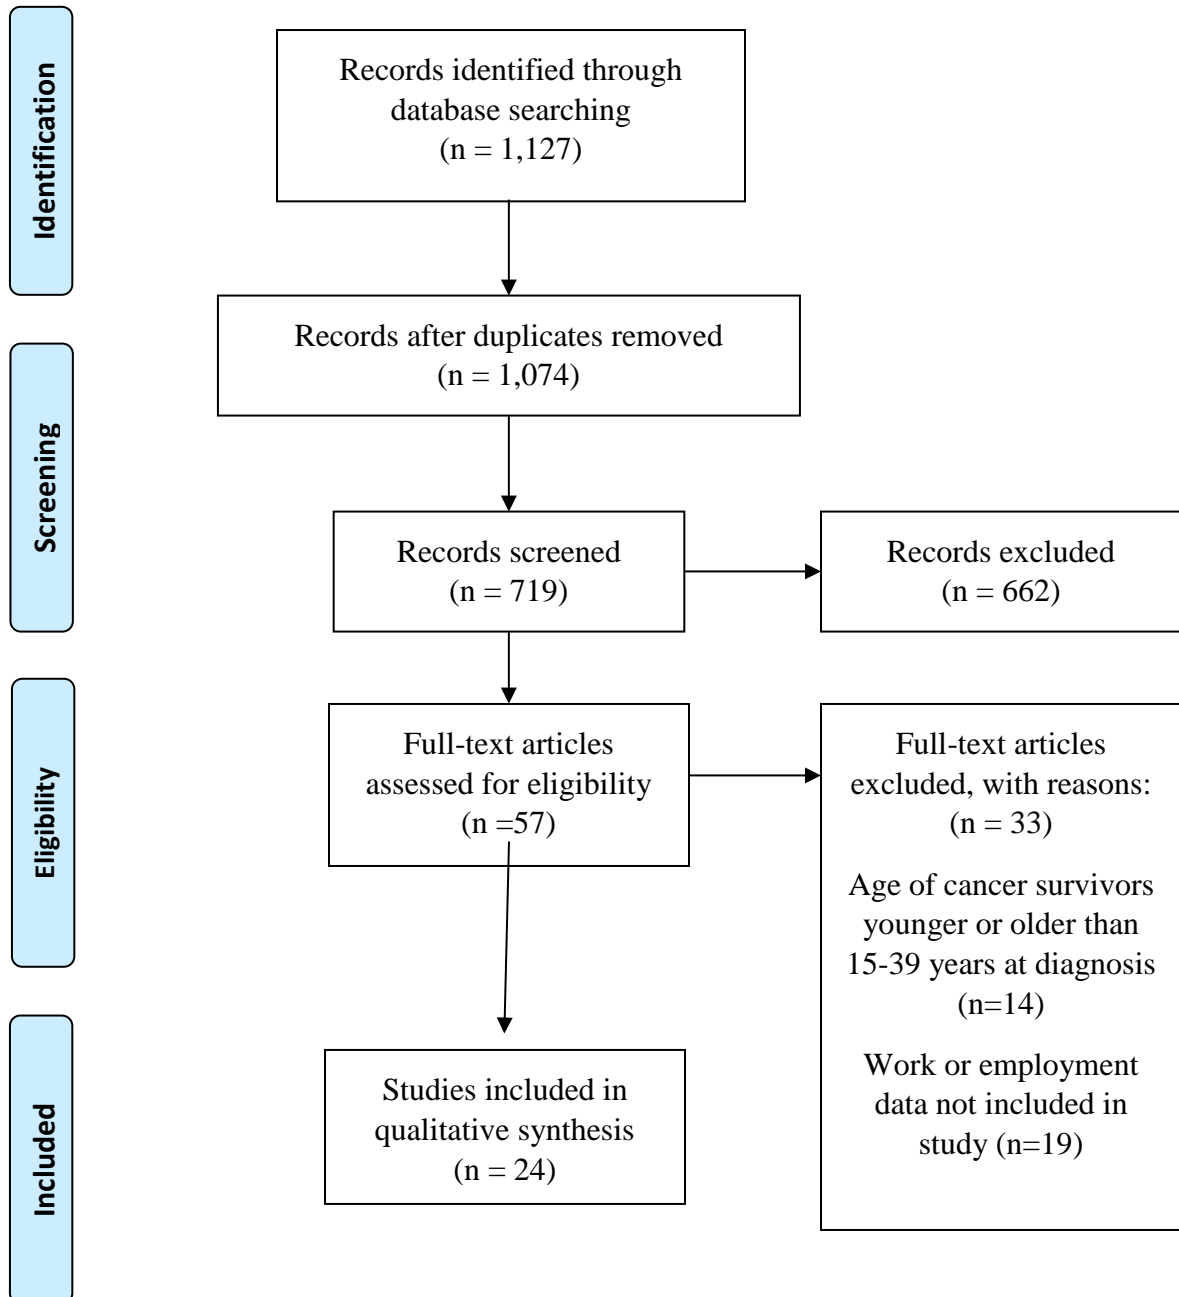 Identification
Records identified through
database searching
(n = 1,127)
Records after duplicates removed
(n = 1,074)
Screening
Records screened
(n = 719)
Records excluded
(n = 662)
Eligibility
Full-text articles
assessed for eligibility
(n =57)
Full-text articles
excluded, with reasons:
(n = 33)
Age of cancer survivors
younger or older than
15-39 years at diagnosis
(n=14)
Work or employment
data not included in
study (n=19)
Included
Studies included in
qualitative synthesis
(n = 24)